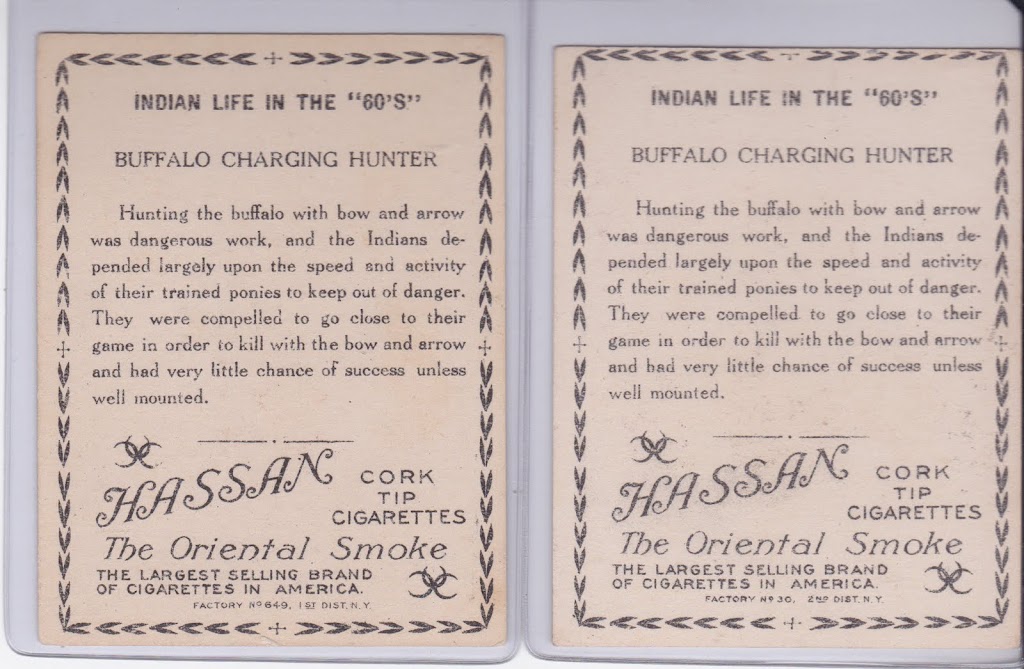 INDIAN LIFE IN THE "60'S"
BUFFALO CHARGING HUNTER
Hunting the buffalo with bow and arrow
was dangerous work, and the Indians de-
pended largely upon the speed and activity
of their trained ponies to keep out of danger.
They were compelled to go close to their
game in order to kill with the bow and arrow
and had very little chance of success unless
well mounted.
HASSAN
CORK
TIP
CIGARETTES
The Oriental Smoke
THE LARGEST SELLING BRAND
OF CIGARETTES IN AMERICA.
FACTORY Nº 649, 1ST DIST, N.Y.
INDIAN LIFE IN THE "60'S"
BUFFALO CHARGING HUNTER
Hunting the buffalo with bow and arrow
was dangerous work, and the Indians de-
pended largely upon the speed and activity
of their trained ponies to keep out of danger.
They were compelled to go close to their
game in order to kill with the bow and arrow
and had very little chance of success unless
well mounted.
HASSAN
CORK
TIP
CIGARETTES
The Oriental Smoke
THE LARGEST SELLING BRAND
OF CIGARETTES IN AMERICA.
FACTORY Nº 30, 2ND DIST. N.Y.